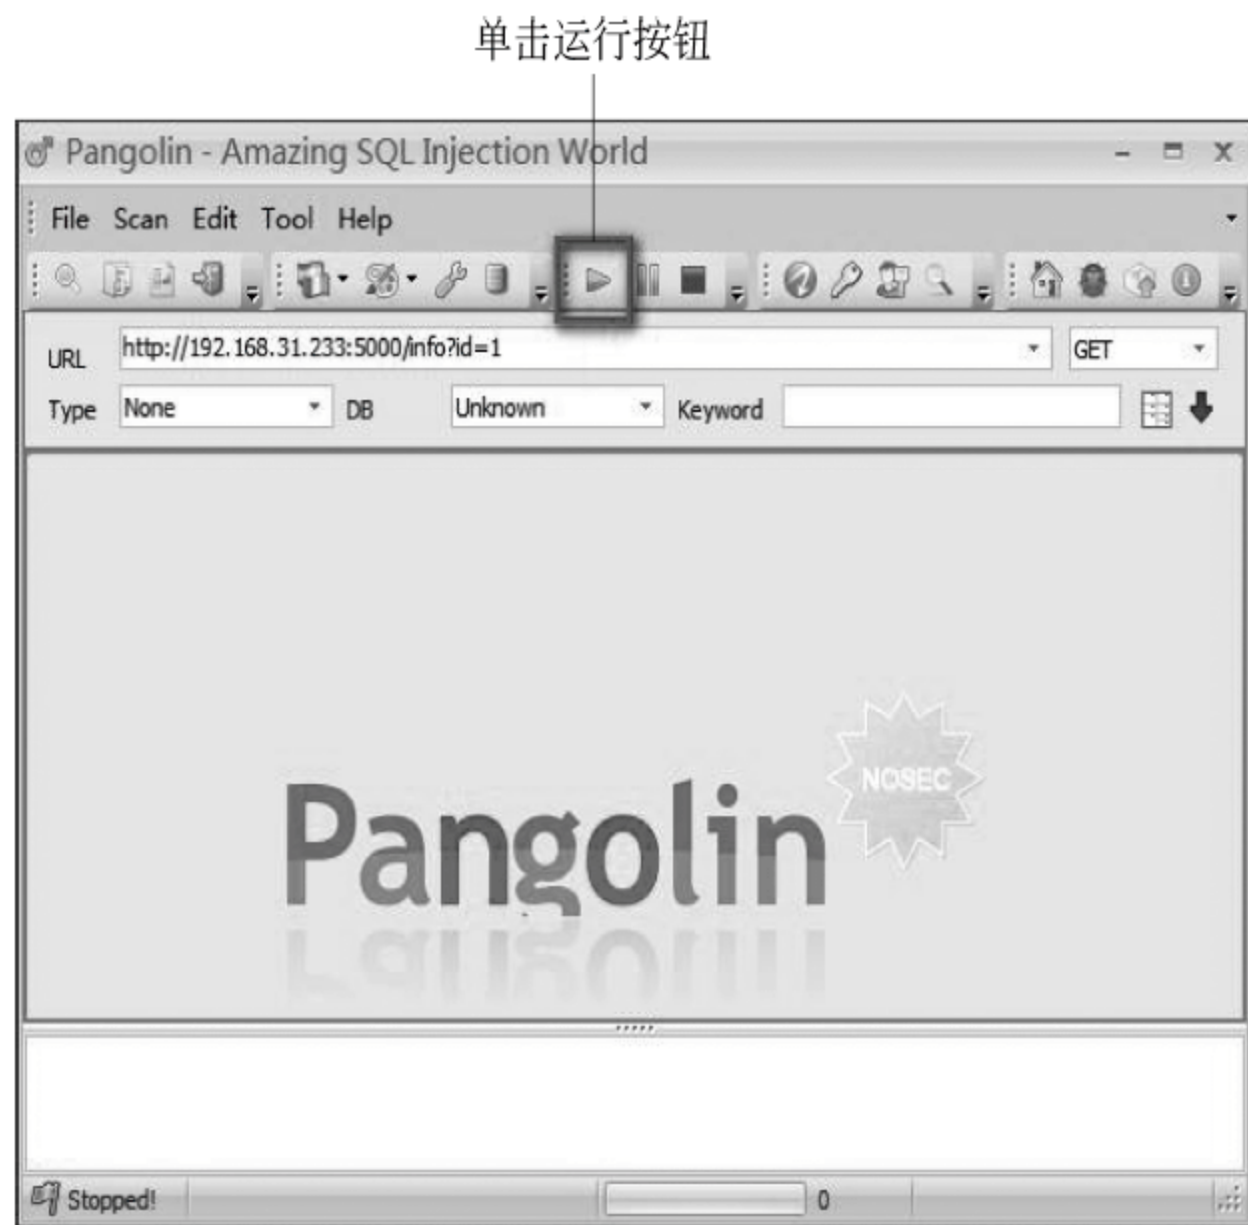 单击运行按钮
Pangolin - Amazing SQL Injection World
File Scan Edit Tool Help
URL http://192.168.31.233:5000/info?id=1 GET
Type None DB Unknown Keyword
NOSEC
Pangolin
Stopped! 0